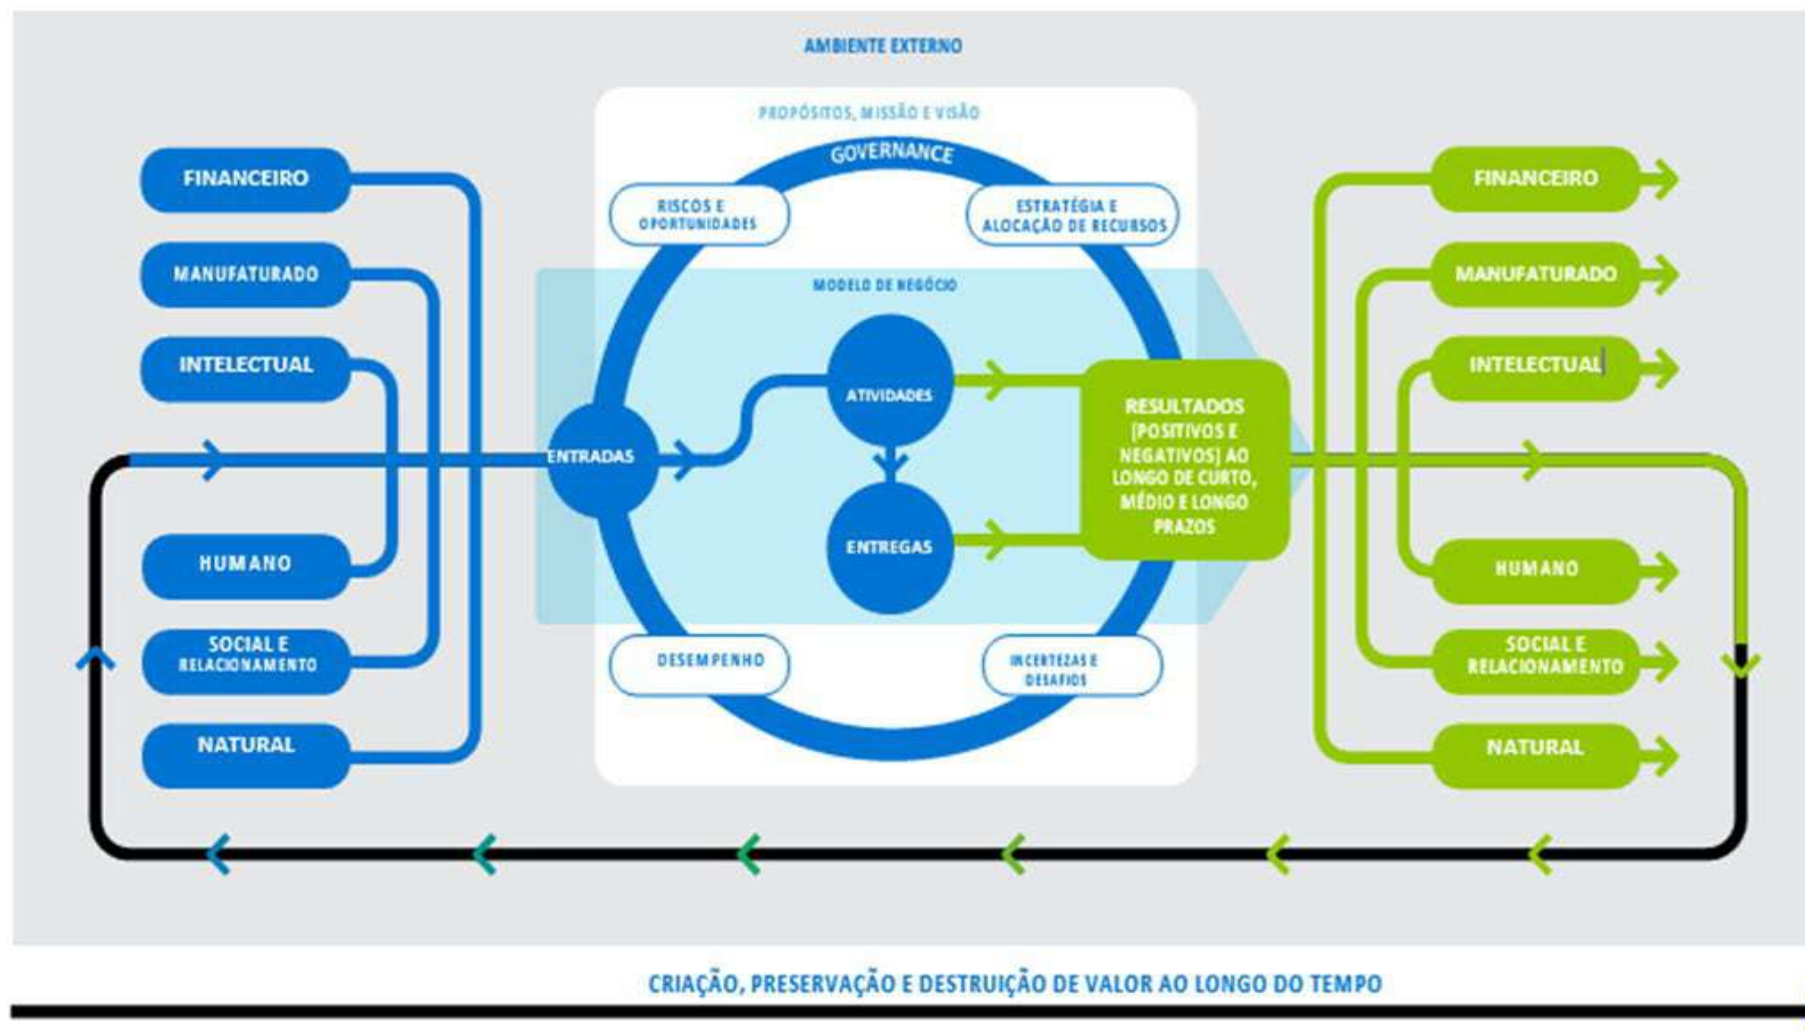 AMBIENTE EXTERNO
PROPÓSITOS, MISSÃO E VISÃO
GOVERNANCE
FINANCEIRO
MANUFATURADO
INTELECTUAL
HUMANO
SOCIAL E
RELACIONAMENTO
NATURAL
RISCOS E
OPORTUNIDADES
ESTRATÉGIA E
ALOCAÇÃO DE RECURSOS
MODELO DE NEGÓCIO
ENTRADAS
ATIVIDADES
ENTREGAS
RESULTADOS
(POSITIVOS E
NEGATIVOS) AO
LONGO DE CURTO,
MÉDIO E LONGO
PRAZOS
DESEMPENHO
INCERTEZAS E
DESAFIOS
FINANCEIRO
MANUFATURADO
INTELECTUAL
HUMANO
SOCIAL E
RELACIONAMENTO
NATURAL
CRIAÇÃO, PRESERVAÇÃO E DESTRUIÇÃO DE VALOR AO LONGO DO TEMPO